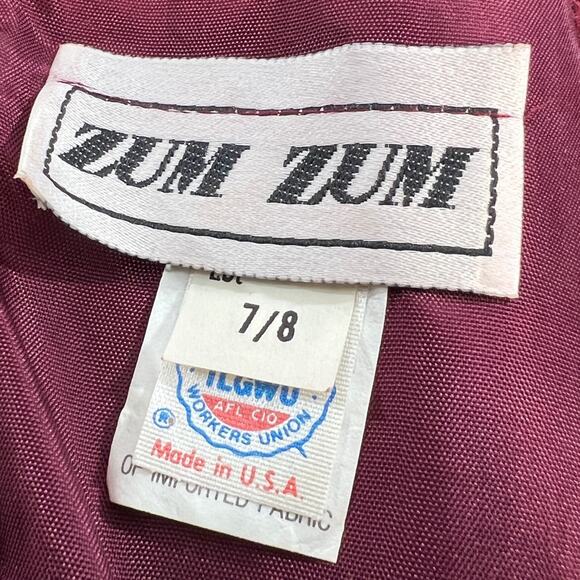 ZUM ZUM
7/8
ILGWU
AFL CIO
WORKERS UNION
®
Made in U.S.A.
OF IMPORTED FABRIC